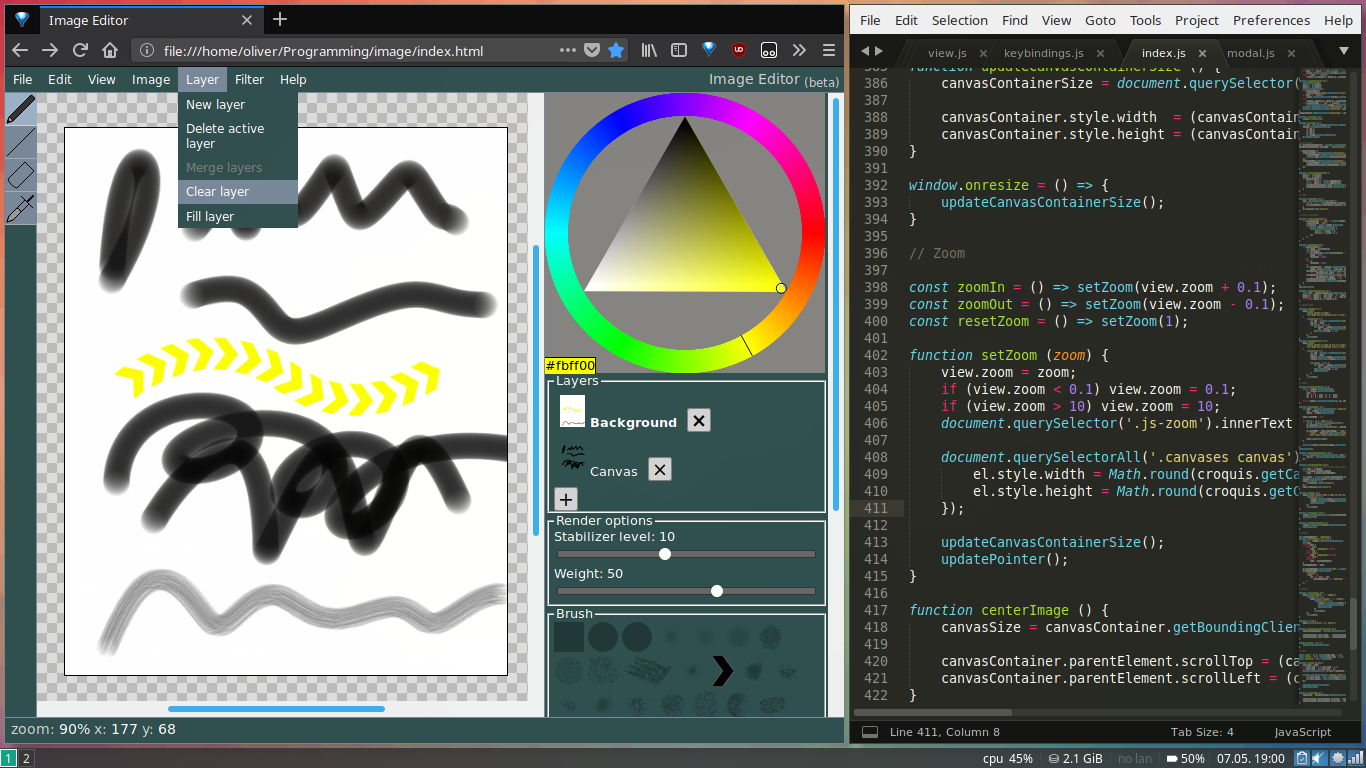 Image Editor
file:///home/oliver/Programming/image/index.html
File Edit View Image Layer Filter Help
Image Editor (beta)
New layer
Delete active
layer
Merge layers
Clear layer
Fill layer
#fbff00
Layers
Background
Canvas
Render options
Stabilizer level: 10
Weight: 50
Brush
zoom: 90% x: 177 y: 68
File Edit Selection Find View Goto Tools Project Preferences Help
view.js keybindings.js index.js modal.js
385 function updateCanvasContainerSize () {
386 canvasContainerSize = document.querySelector(
387
388 canvasContainer.style.width = (canvasContain
389 canvasContainer.style.height = (canvasContain
390 }
391
392 window.onresize = () => {
393 updateCanvasContainerSize();
394 }
395
396 // Zoom
397
398 const zoomIn = () => setZoom(view.zoom + 0.1);
399 const zoomOut = () => setZoom(view.zoom - 0.1);
400 const resetZoom = () => setZoom(1);
401
402 function setZoom (zoom) {
403 view.zoom = zoom;
404 if (view.zoom < 0.1) view.zoom = 0.1;
405 if (view.zoom > 10) view.zoom = 10;
406 document.querySelector('.js-zoom').innerText
407
408 document.querySelectorAll('.canvases canvas')
409 el.style.width = Math.round(croquis.getCa
410 el.style.height = Math.round(croquis.getC
411 });
412
413 updateCanvasContainerSize();
414 updatePointer();
415 }
416
417 function centerImage () {
418 canvasSize = canvasContainer.getBoundingClien
419
420 canvasContainer.parentElement.scrollTop = (ca
421 canvasContainer.parentElement.scrollLeft = (c
422 }
Line 411, Column 8 Tab Size: 4 JavaScript
1 2 cpu 45% 2.1 GiB no lan 50% 07.05. 19:00